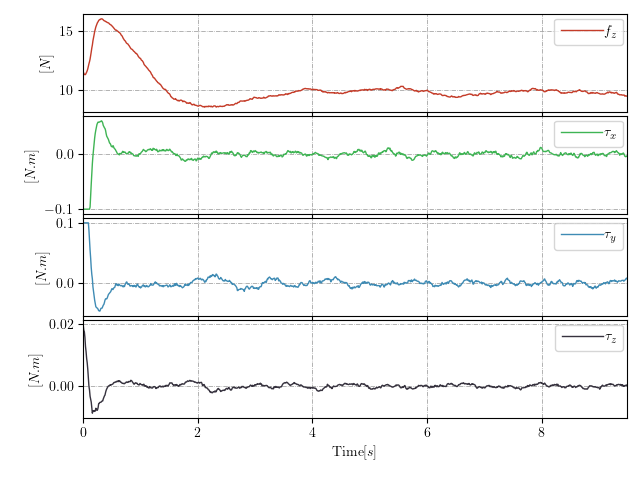 15
10
[N]
f_z
0.0
−0.1
[N.m]
τ_x
0.1
0.0
[N.m]
τ_y
0.02
0.00
[N.m]
τ_z
0 2 4 6 8
Time[s]